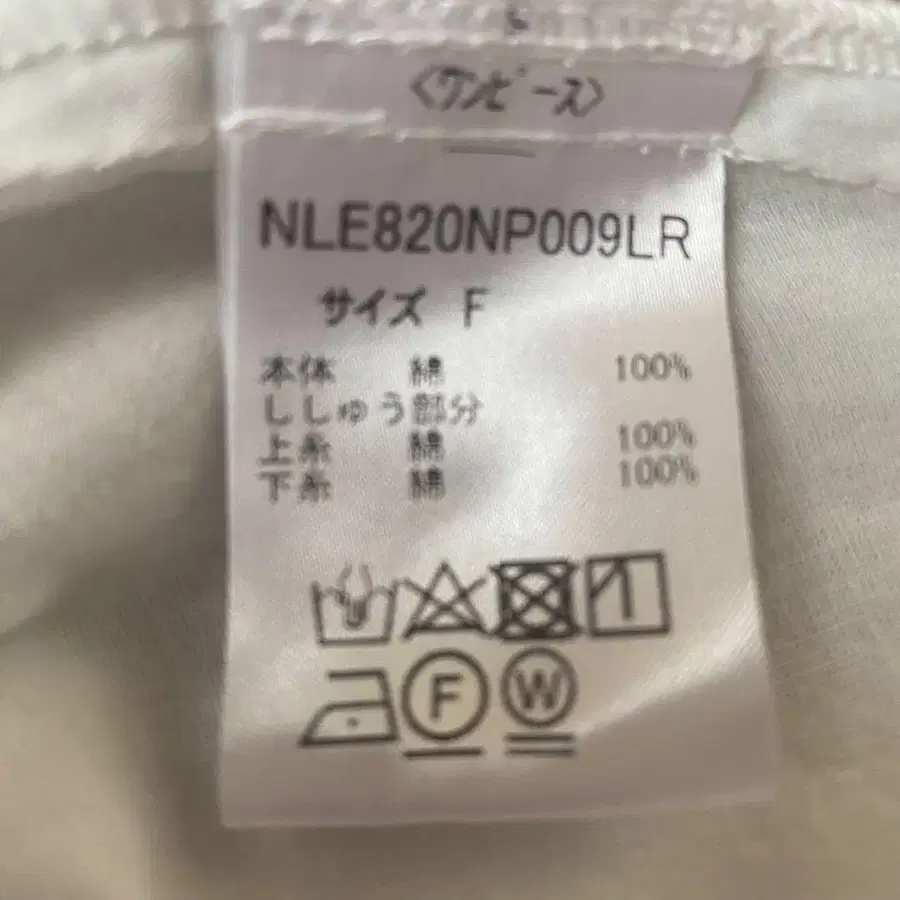 〈ワンピース〉
NLE820NP009LR
サイズ F
本体 綿 100%
ししゅう部分
上糸 綿 100%
下糸 綿 100%
F W